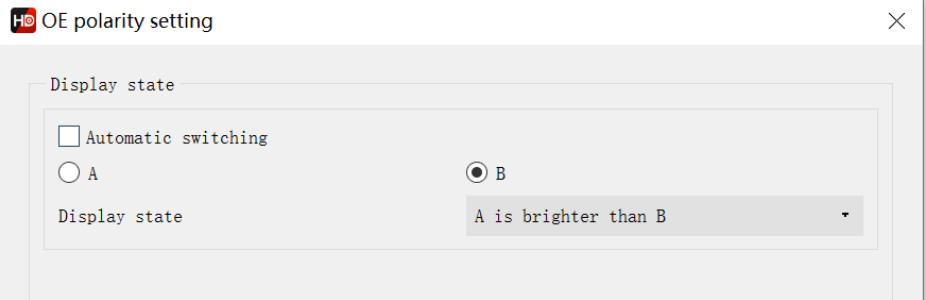 HD OE polarity setting
Display state
Automatic switching
A
B
Display state
A is brighter than B